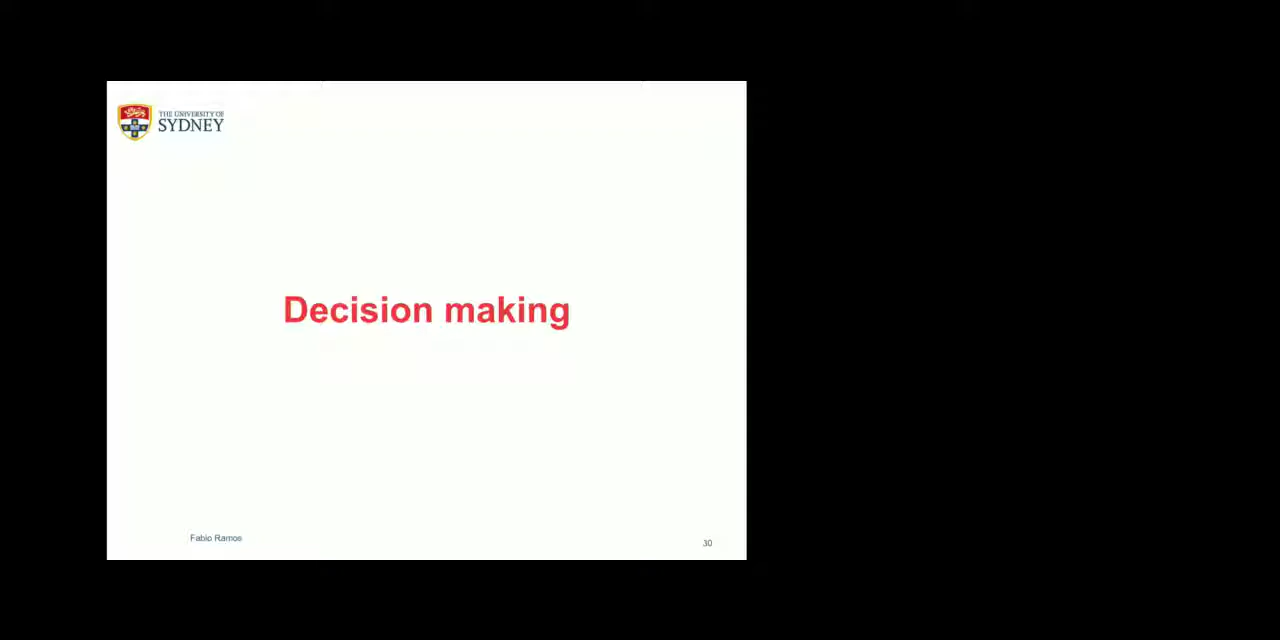 THE UNIVERSITY OF
SYDNEY
Decision making
Fabio Ramos
30